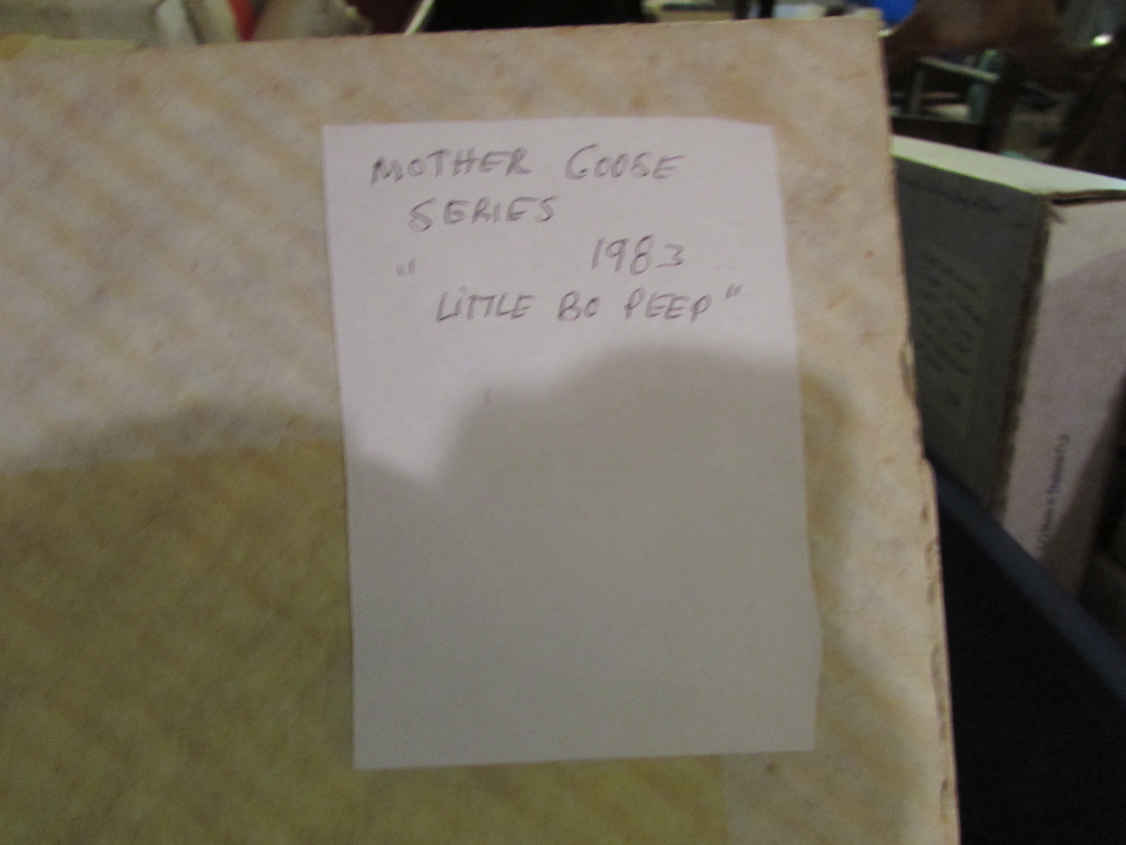 MOTHER GOOSE
SERIES
" 1983
LITTLE BO PEEP"